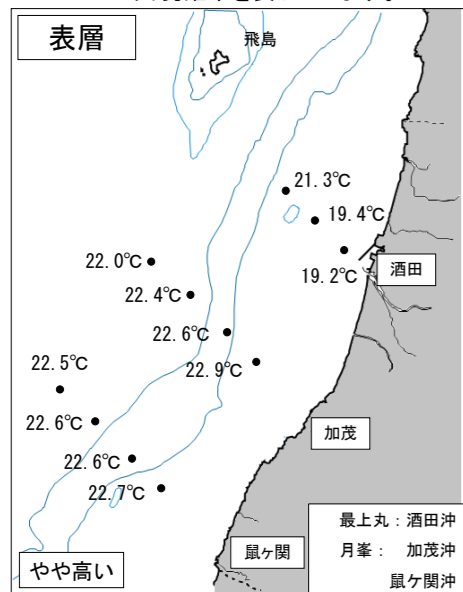 表層
飛島
21.3℃
19.4℃
19.2℃
酒田
22.0℃
22.4℃
22.6℃
22.9℃
22.5℃
22.6℃
22.6℃
22.7℃
加茂
鼠ヶ関
やや高い
最上丸：酒田沖
月峯： 加茂沖
鼠ケ関沖